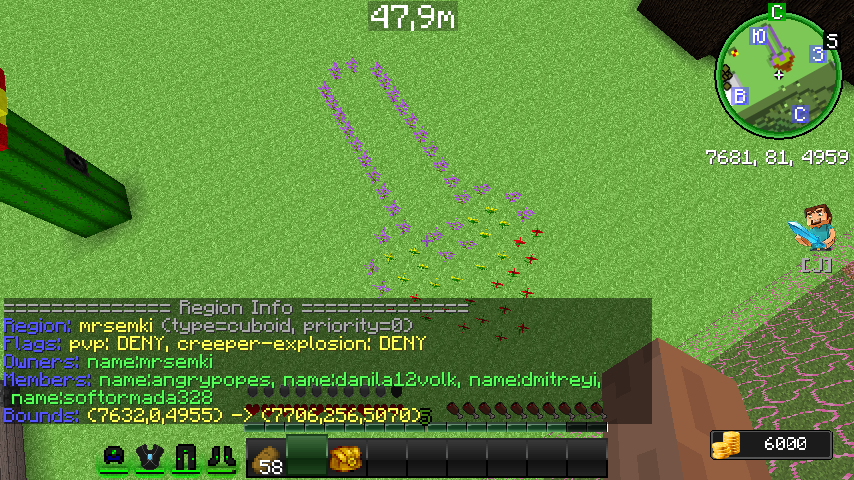 47,9m
C
Ю
S
З
В
С
7681, 81, 4959
[J]
============== Region Info ==============
Region: mrsemki (type=cuboid, priority=0)
Flags: pvp: DENY, creeper-explosion: DENY
Owners: name:mrsemki
Members: name:angrypopes, name:danila12volk, name:dmitreyi,
name:softormada328
Bounds: (7632,0,4955) -> (7706,256,5070)
58
6000